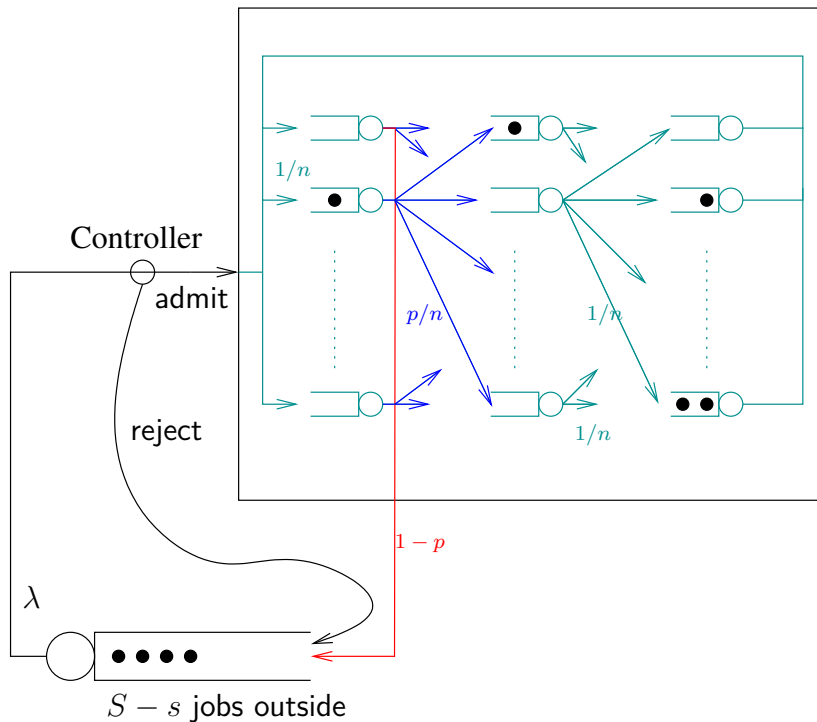 1/n
Controller
admit
p/n
1/n
reject
1/n
1 − p
λ
S − s jobs outside